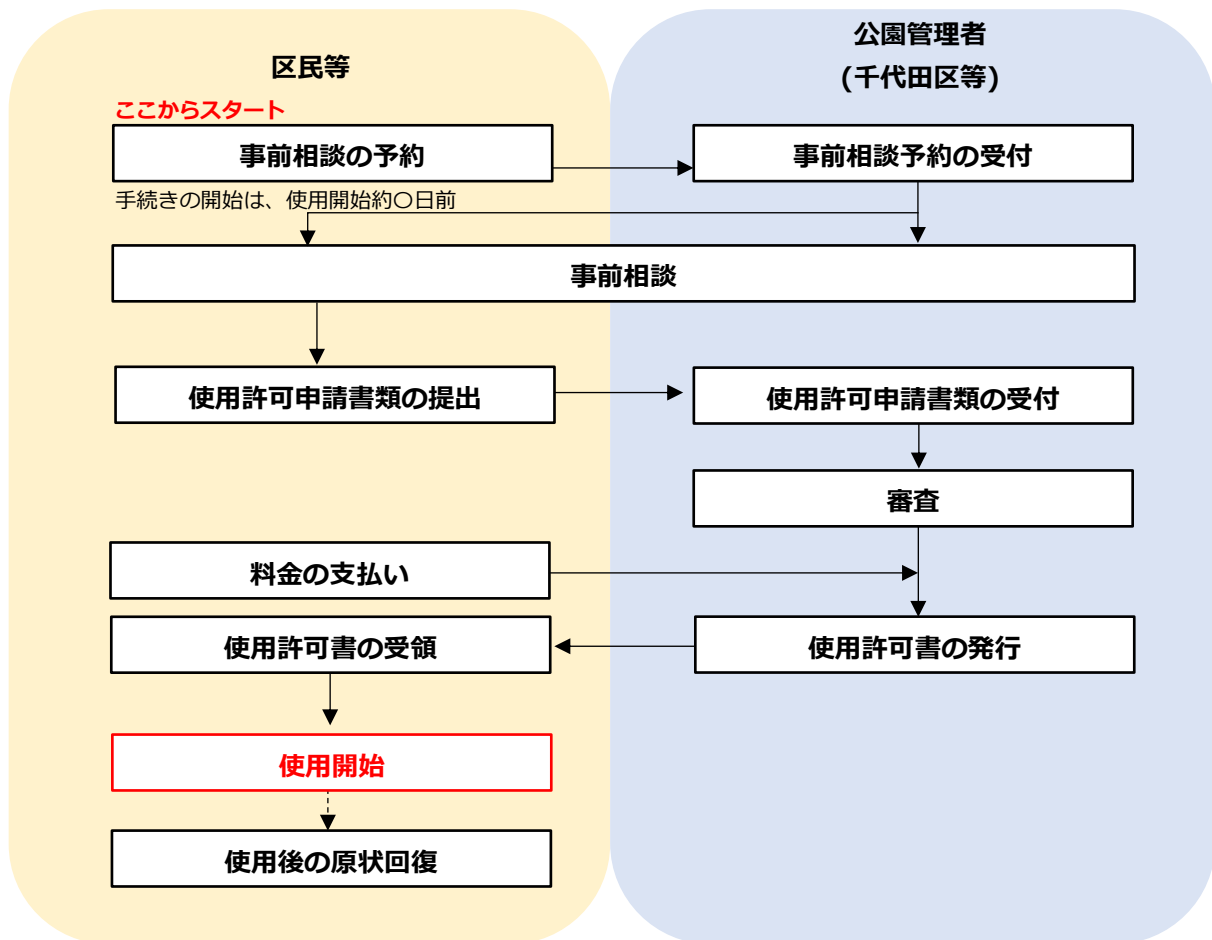 区民等
公園管理者
(千代田区等)
ここからスタート
事前相談の予約
事前相談予約の受付
手続きの開始は、使用開始約〇日前
事前相談
使用許可申請書類の提出
使用許可申請書類の受付
審査
料金の支払い
使用許可書の受領
使用許可書の発行
使用開始
使用後の原状回復